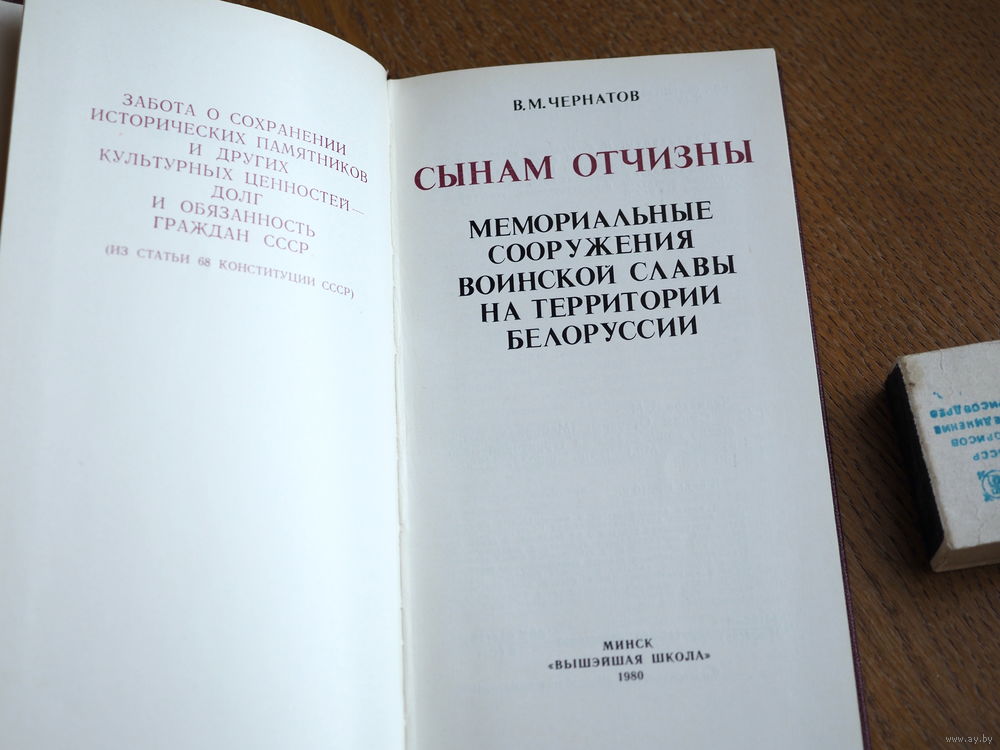 ЗАБОТА О СОХРАНЕНИИ
ИСТОРИЧЕСКИХ ПАМЯТНИКОВ
И ДРУГИХ
КУЛЬТУРНЫХ ЦЕННОСТЕЙ—
ДОЛГ
И ОБЯЗАННОСТЬ
ГРАЖДАН СССР
(ИЗ СТАТЬИ 68 КОНСТИТУЦИИ СССР)
В. М. ЧЕРНАТОВ
СЫНАМ ОТЧИЗНЫ
МЕМОРИАЛЬНЫЕ
СООРУЖЕНИЯ
ВОИНСКОЙ СЛАВЫ
НА ТЕРРИТОРИИ
БЕЛОРУССИИ
МИНСК
«ВЫШЭЙШАЯ ШКОЛА»
1980
СССР
www.ay.by